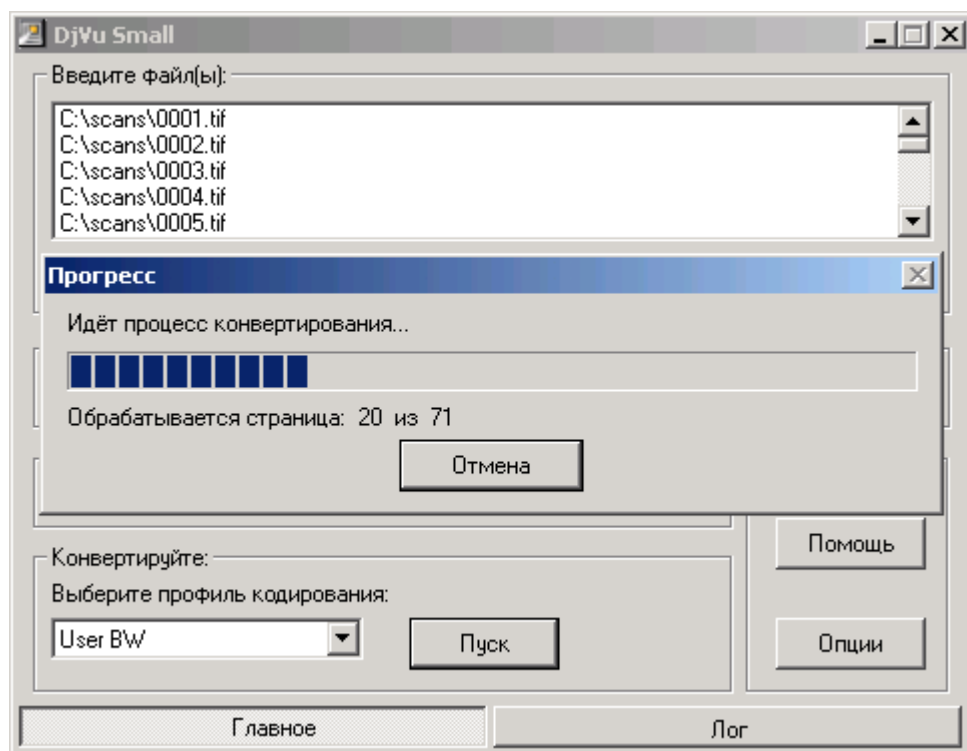 DjVu Small
Введите файл(ы):
C:\scans\0001.tif
C:\scans\0002.tif
C:\scans\0003.tif
C:\scans\0004.tif
C:\scans\0005.tif
Прогресс
Идёт процесс конвертирования...
Обрабатывается страница: 20 из 71
Отмена
Помощь
Конвертируйте:
Выберите профиль кодирования:
User BW
Пуск
Опции
Главное
Лог